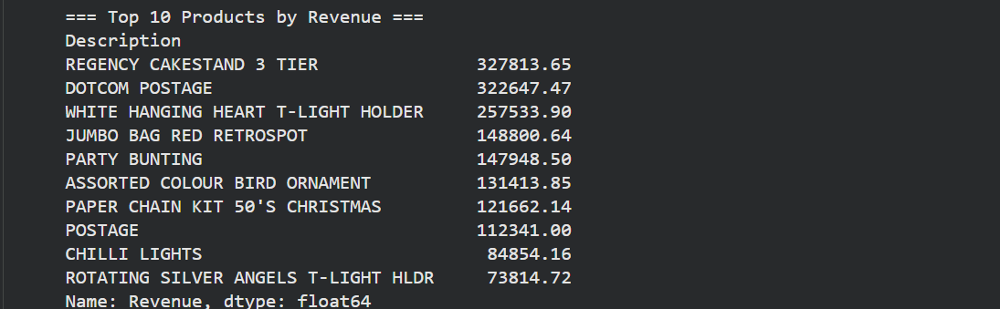 === Top 10 Products by Revenue ===
Description
REGENCY CAKESTAND 3 TIER 327813.65
DOTCOM POSTAGE 322647.47
WHITE HANGING HEART T-LIGHT HOLDER 257533.90
JUMBO BAG RED RETROSPOT 148800.64
PARTY BUNTING 147948.50
ASSORTED COLOUR BIRD ORNAMENT 131413.85
PAPER CHAIN KIT 50'S CHRISTMAS 121662.14
POSTAGE 112341.00
CHILLI LIGHTS 84854.16
ROTATING SILVER ANGELS T-LIGHT HLDR 73814.72
Name: Revenue, dtype: float64